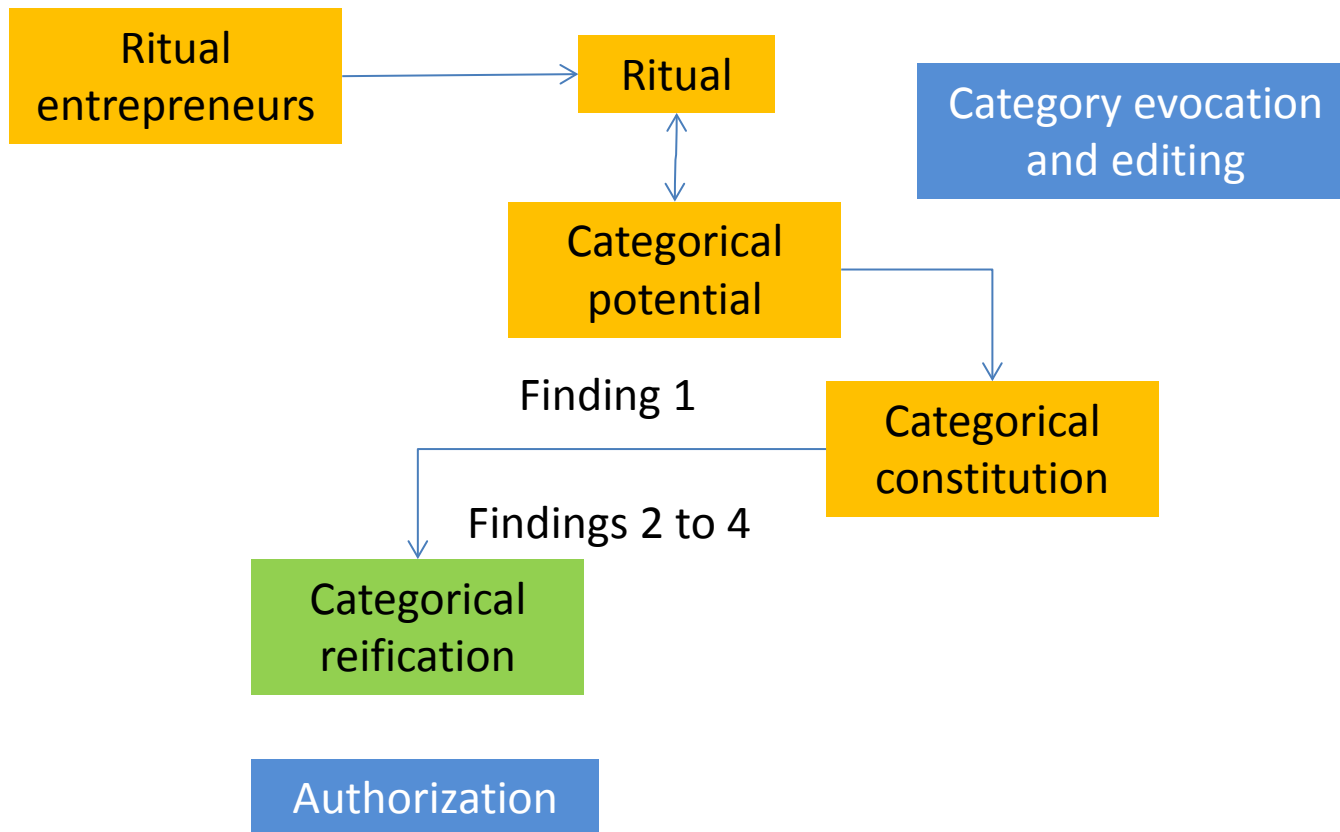 Ritual
entrepreneurs
Ritual
Category evocation
and editing
Categorical
potential
Finding 1
Categorical
constitution
Findings 2 to 4
Categorical
reification
Authorization